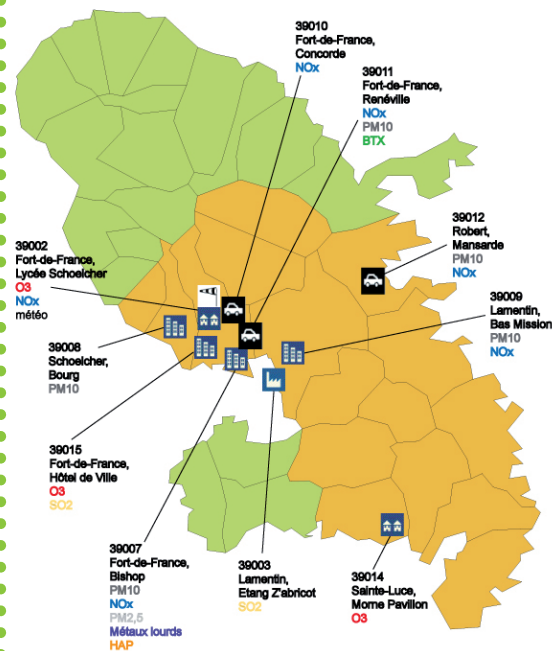 39010
Fort-de-France,
Concorde
NOx
39011
Fort-de-France,
Renéville
NOx
PM10
BTX
39012
Robert,
Mansarde
PM10
NOx
39002
Fort-de-France,
Lycée Schoelcher
O3
NOx
météo
39009
Lamentin,
Bas Mission
PM10
NOx
39008
Schoelcher,
Bourg
PM10
39015
Fort-de-France,
Hôtel de Ville
O3
SO2
39007
Fort-de-France,
Bishop
PM10
NOx
PM2,5
Métaux lourds
HAP
39003
Lamentin,
Etang Z'abricot
SO2
39014
Sainte-Luce,
Morne Pavillon
O3